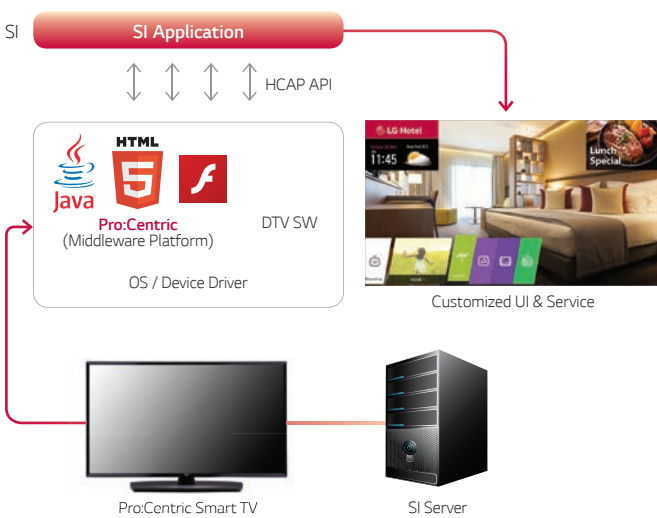 SI
SI Application
HCAP API
HTML
5
Java
Pro:Centric
(Middleware Platform)
DTV SW
OS / Device Driver
LG Hotel
11:45
Lunch
Special
Customized UI & Service
Pro:Centric Smart TV
SI Server